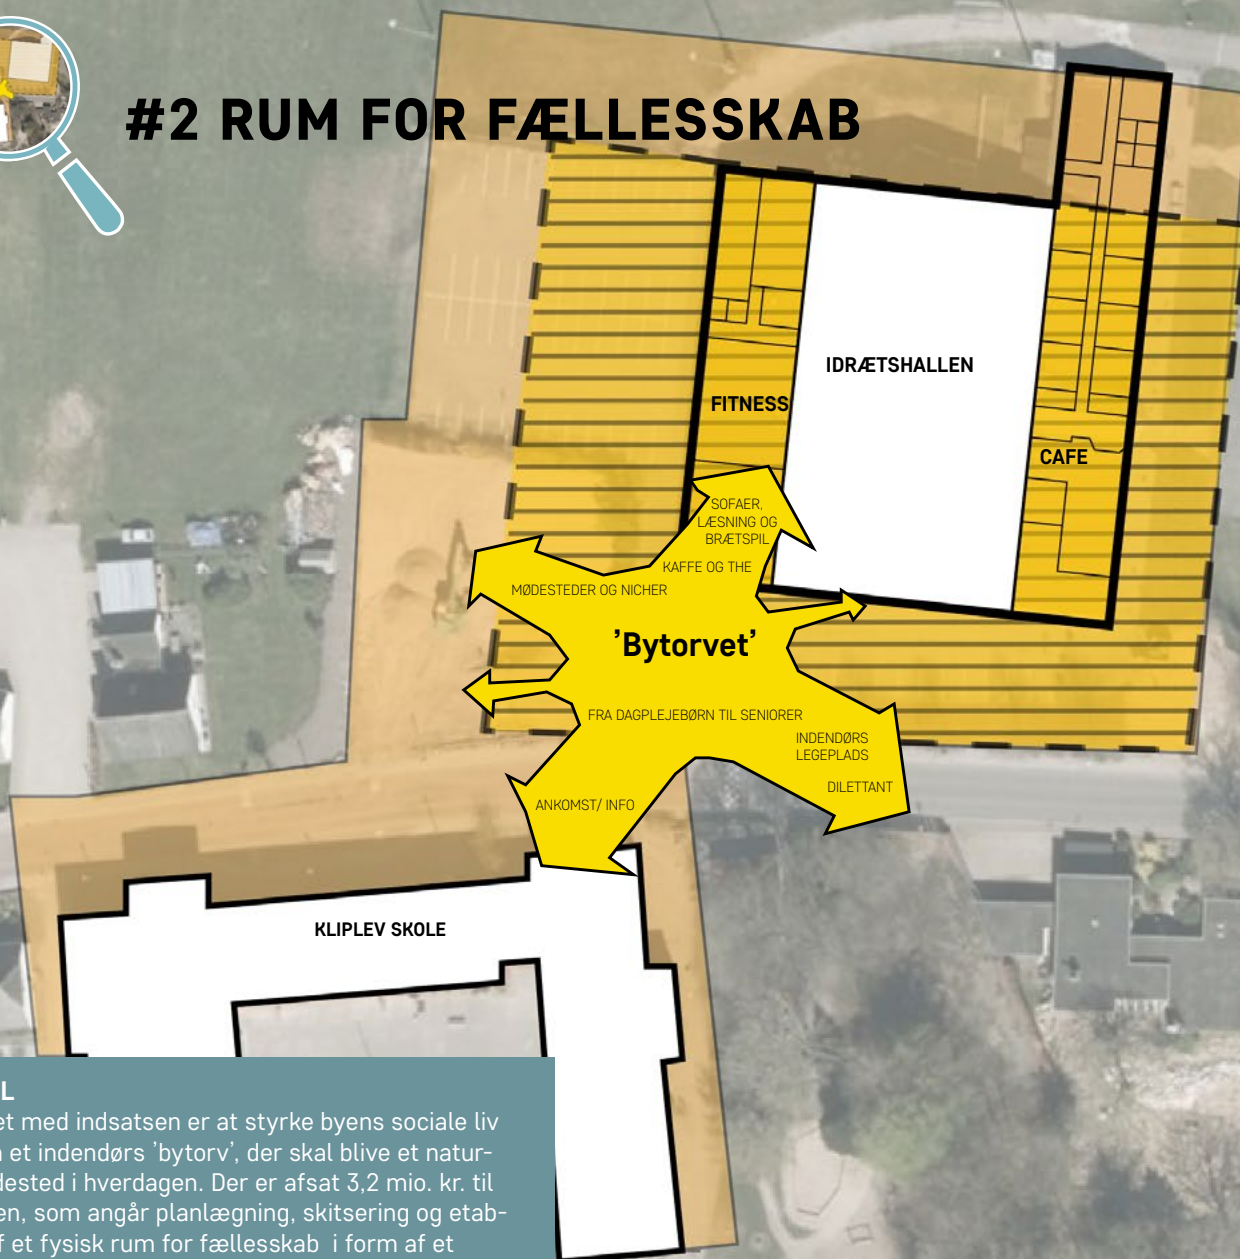 #2 RUM FOR FÆLLESSKAB
IDRÆTSHALLEN
FITNESS
CAFE
SOFAER,
LÆSNING OG
BRÆTSPIL
KAFFE OG THE
MØDESTEDER OG NICHER
'Bytorvet'
FRA DAGPLEJEBØRN TIL SENIORER
INDENDØRS
LEGEPLADS
DILETTANT
ANKOMST/ INFO
KLIPLEV SKOLE
L
et med indsatsen er at styrke byens sociale liv
et indendørs 'bytorv', der skal blive et natur-
dested i hverdagen. Der er afsat 3,2 mio. kr. til
en, som angår planlægning, skitsering og etab-
f et fysisk rum for fællesskab i form af et